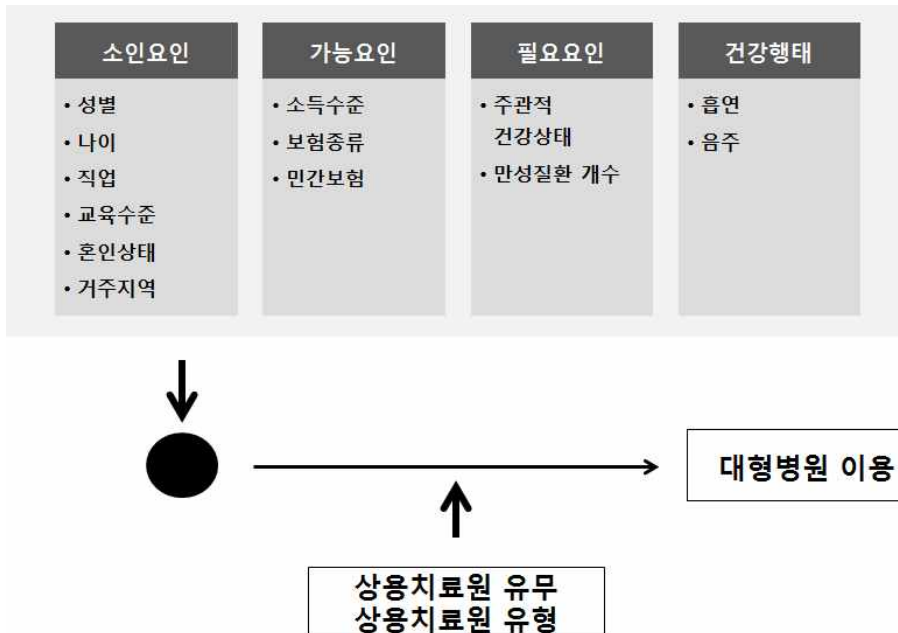 소인요인
• 성별
• 나이
• 직업
• 교육수준
• 혼인상태
• 거주지역
가능요인
• 소득수준
• 보험종류
• 민간보험
필요요인
• 주관적
건강상태
• 만성질환 개수
건강행태
• 흡연
• 음주
대형병원 이용
상용치료원 유무
상용치료원 유형